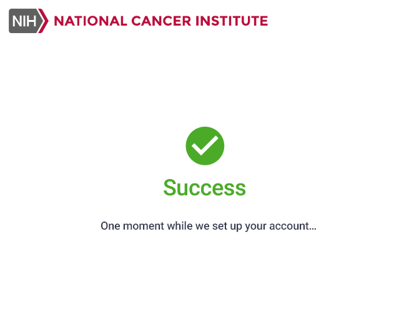 NIH NATIONAL CANCER INSTITUTE
Success
One moment while we set up your account...